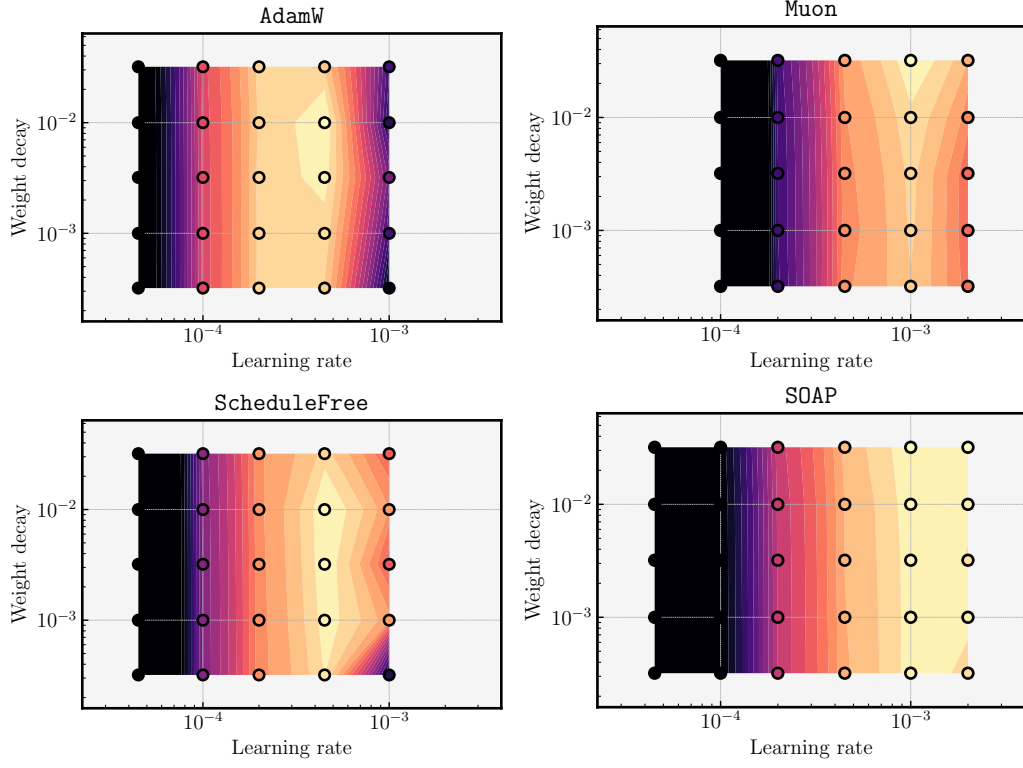 AdamW
Weight decay
10⁻²
10⁻³
10⁻⁴
10⁻³
Learning rate
Muon
Weight decay
10⁻²
10⁻³
10⁻⁴
10⁻³
Learning rate
ScheduleFree
Weight decay
10⁻²
10⁻³
10⁻⁴
10⁻³
Learning rate
SOAP
Weight decay
10⁻²
10⁻³
10⁻⁴
10⁻³
Learning rate